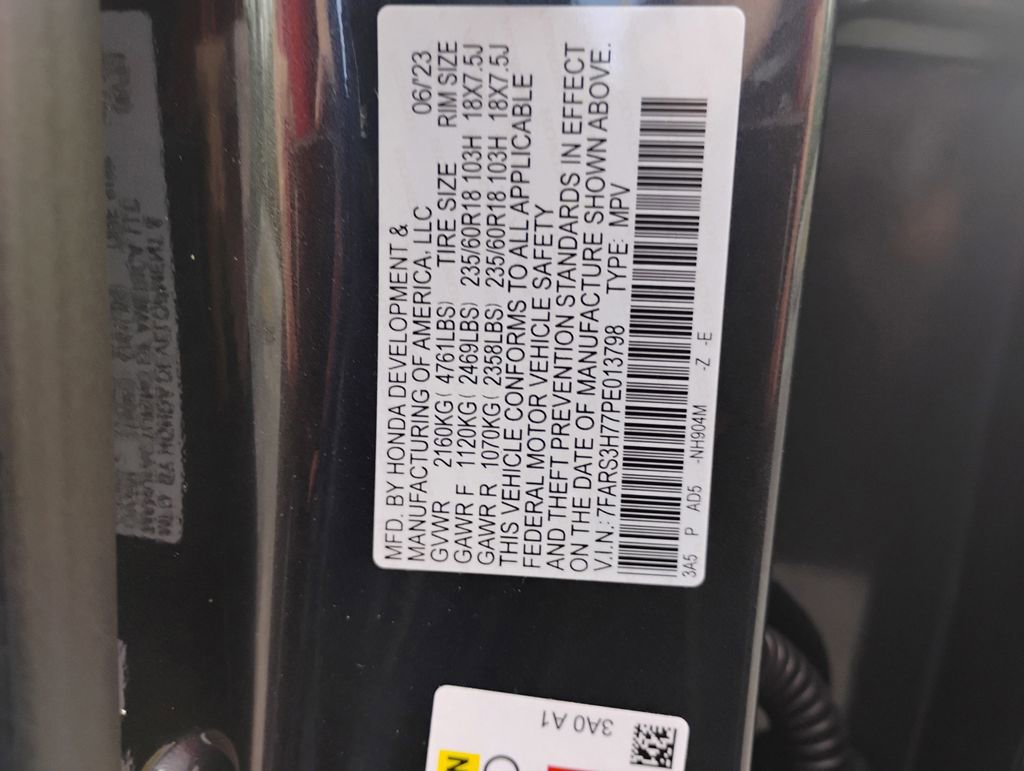 MFD. BY HONDA DEVELOPMENT &
MANUFACTURING OF AMERICA, LLC 06/'23
GVWR 2160KG( 4761LBS) TIRE SIZE RIM SIZE
GAWR F 1120KG( 2469LBS) 235/60R18 103H 18X7.5J
GAWR R 1070KG( 2358LBS) 235/60R18 103H 18X7.5J
THIS VEHICLE CONFORMS TO ALL APPLICABLE
FEDERAL MOTOR VEHICLE SAFETY
AND THEFT PREVENTION STANDARDS IN EFFECT
ON THE DATE OF MANUFACTURE SHOWN ABOVE.
V.I.N.: 7FARS3H77PE013798 TYPE: MPV
3A5 P AD5 -NH904M -Z -E
3A0 A1